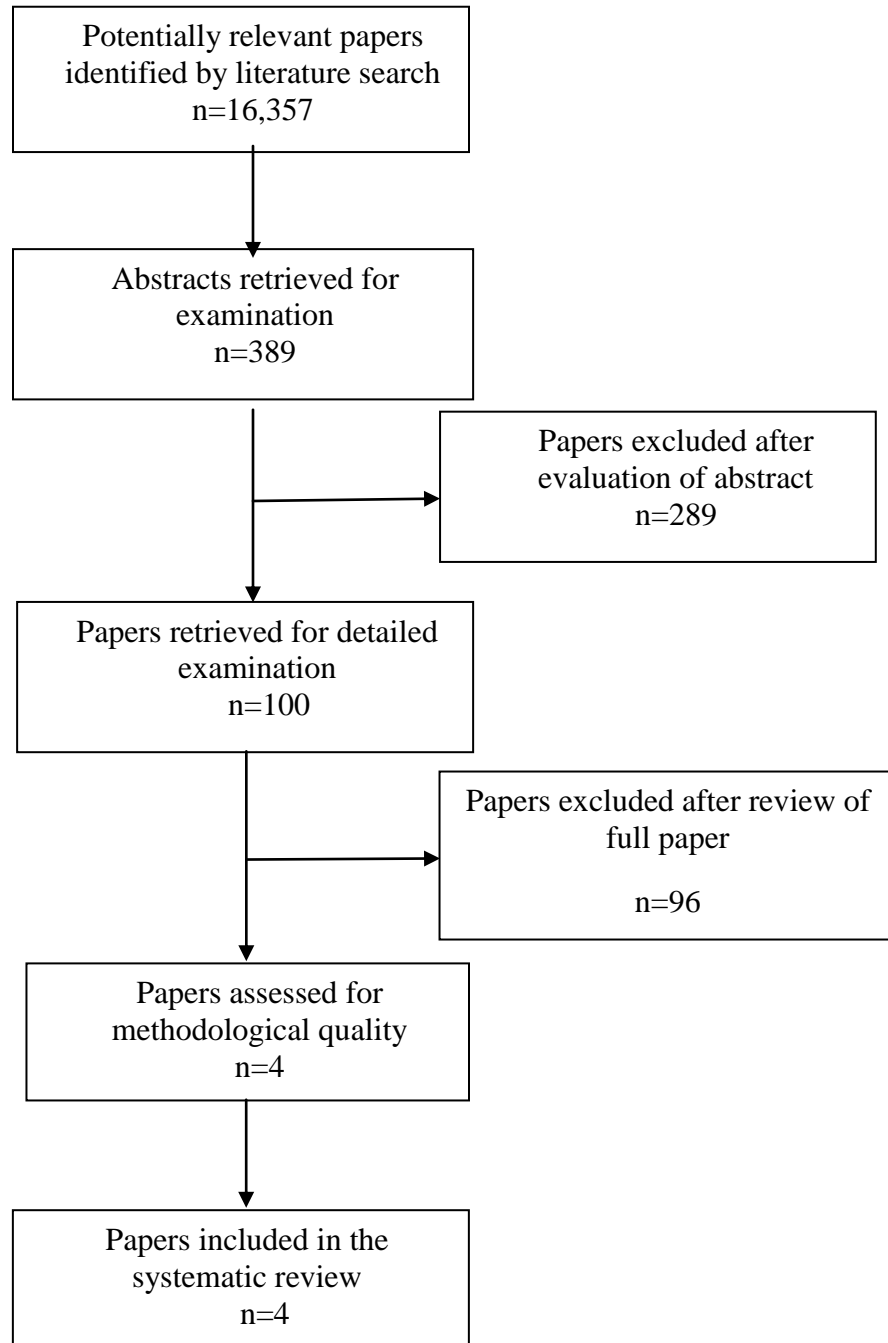 Potentially relevant papers
identified by literature search
n=16,357
Abstracts retrieved for
examination
n=389
Papers excluded after
evaluation of abstract
n=289
Papers retrieved for detailed
examination
n=100
Papers excluded after review of
full paper
n=96
Papers assessed for
methodological quality
n=4
Papers included in the
systematic review
n=4